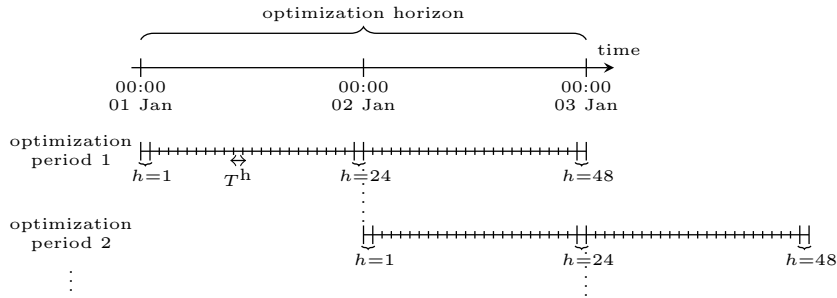 optimization horizon
time
00:00 00:00 00:00
01 Jan 02 Jan 03 Jan
optimization
period 1
h=1 T^h h=24 h=48
optimization
period 2
h=1 h=24 h=48